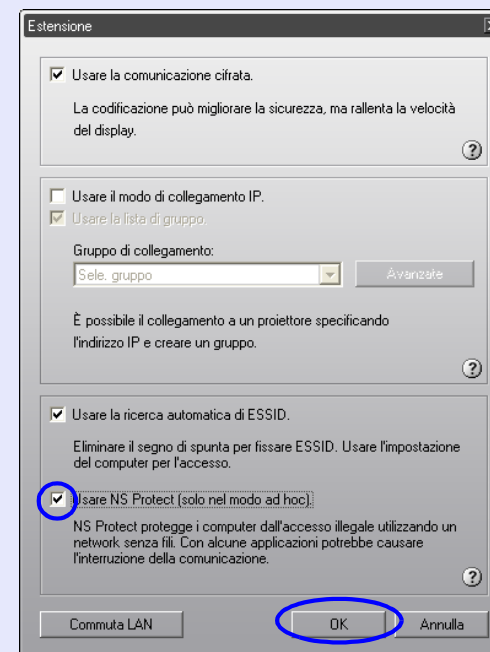 Estensione
Usare la comunicazione cifrata.
La codificazione può migliorare la sicurezza, ma rallenta la velocità
del display.
?
Usare il modo di collegamento IP.
Usare la lista di gruppo.
Gruppo di collegamento:
Sele. gruppo
Avanzate
È possibile il collegamento a un proiettore specificando
l'indirizzo IP e creare un gruppo.
?
Usare la ricerca automatica di ESSID.
Eliminare il segno di spunta per fissare ESSID. Usare l'impostazione
del computer per l'accesso.
Usare NS Protect (solo nel modo ad hoc).
NS Protect protegge i computer dall'accesso illegale utilizzando un
network senza fili. Con alcune applicazioni potrebbe causare
l'interruzione della comunicazione.
?
Commuta LAN OK Annulla